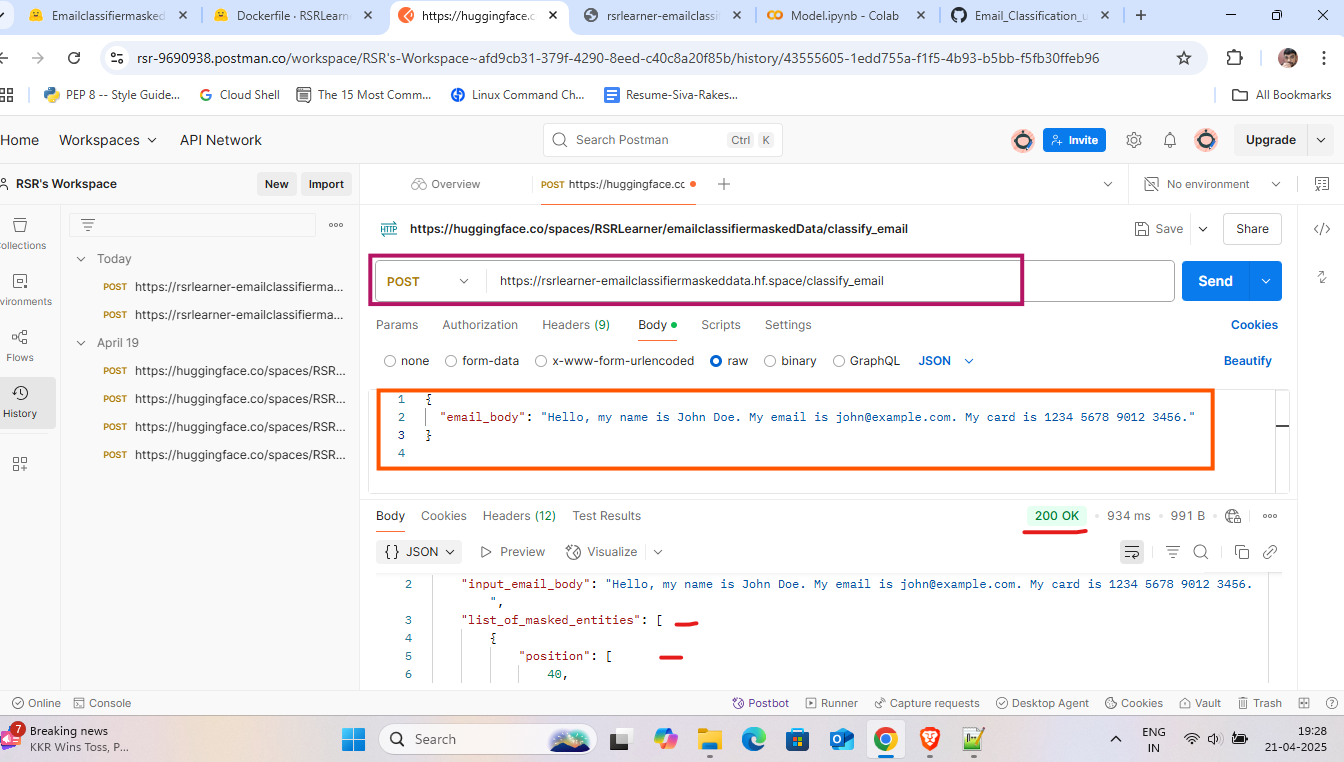 Emailclassifiermasked
Dockerfile · RSRLearn
https://huggingface.c
rsrlearner-emailclassif
Model.ipynb - Colab
Email_Classification_u
rsr-9690938.postman.co/workspace/RSR's-Workspace~afd9cb31-379f-4290-8eed-c40c8a20f85b/history/43555605-1edd755a-f1f5-4b93-b5bb-f5fb30ffeb96
PEP 8 -- Style Guide...
Cloud Shell
The 15 Most Comm...
Linux Command Ch...
Resume-Siva-Rakes...
All Bookmarks
Home
Workspaces
API Network
Search Postman
Ctrl K
Invite
Upgrade
RSR's Workspace
New
Import
Overview
POST https://huggingface.cc
No environment
ollections
ironments
Flows
History
Today
POST https://rsrlearner-emailclassifierma...
POST https://rsrlearner-emailclassifierma...
April 19
POST https://huggingface.co/spaces/RSR...
POST https://huggingface.co/spaces/RSR...
POST https://huggingface.co/spaces/RSR...
POST https://huggingface.co/spaces/RSR...
HTTP https://huggingface.co/spaces/RSRLearner/emailclassifiermaskedData/classify_email
Save
Share
POST
https://rsrlearner-emailclassifiermaskeddata.hf.space/classify_email
Send
Params
Authorization
Headers (9)
Body
Scripts
Settings
Cookies
none
form-data
x-www-form-urlencoded
raw
binary
GraphQL
JSON
Beautify
1 {
2 "email_body": "Hello, my name is John Doe. My email is john@example.com. My card is 1234 5678 9012 3456."
3 }
4
Body
Cookies
Headers (12)
Test Results
200 OK
934 ms
991 B
{} JSON
Preview
Visualize
2 "input_email_body": "Hello, my name is John Doe. My email is john@example.com. My card is 1234 5678 9012 3456.
",
3 "list_of_masked_entities": [
4 {
5 "position": [
6 40,
Online
Console
Postbot
Runner
Capture requests
Desktop Agent
Cookies
Vault
Trash
7
Breaking news
KKR Wins Toss, P...
Search
ENG
IN
19:28
21-04-2025